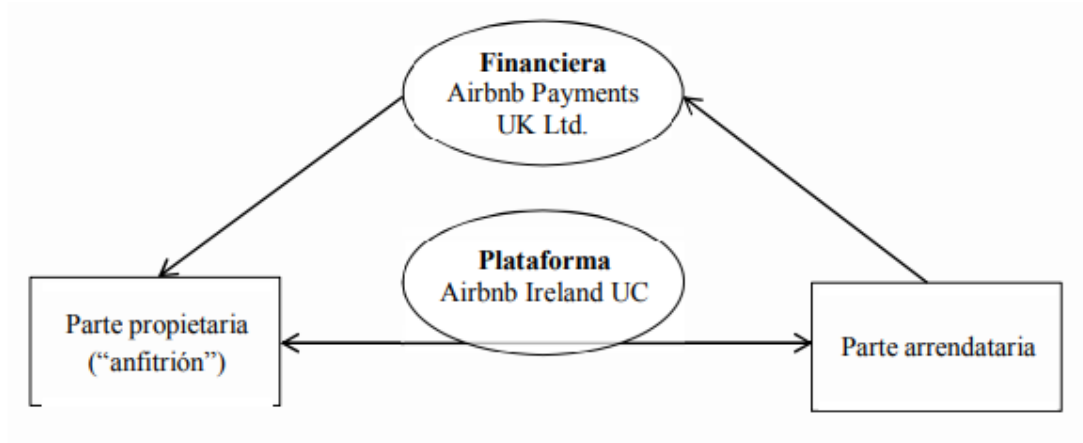 Financiera
Airbnb Payments
UK Ltd.
Plataforma
Airbnb Ireland UC
Parte propietaria
(“anfitrión”)
Parte arrendataria